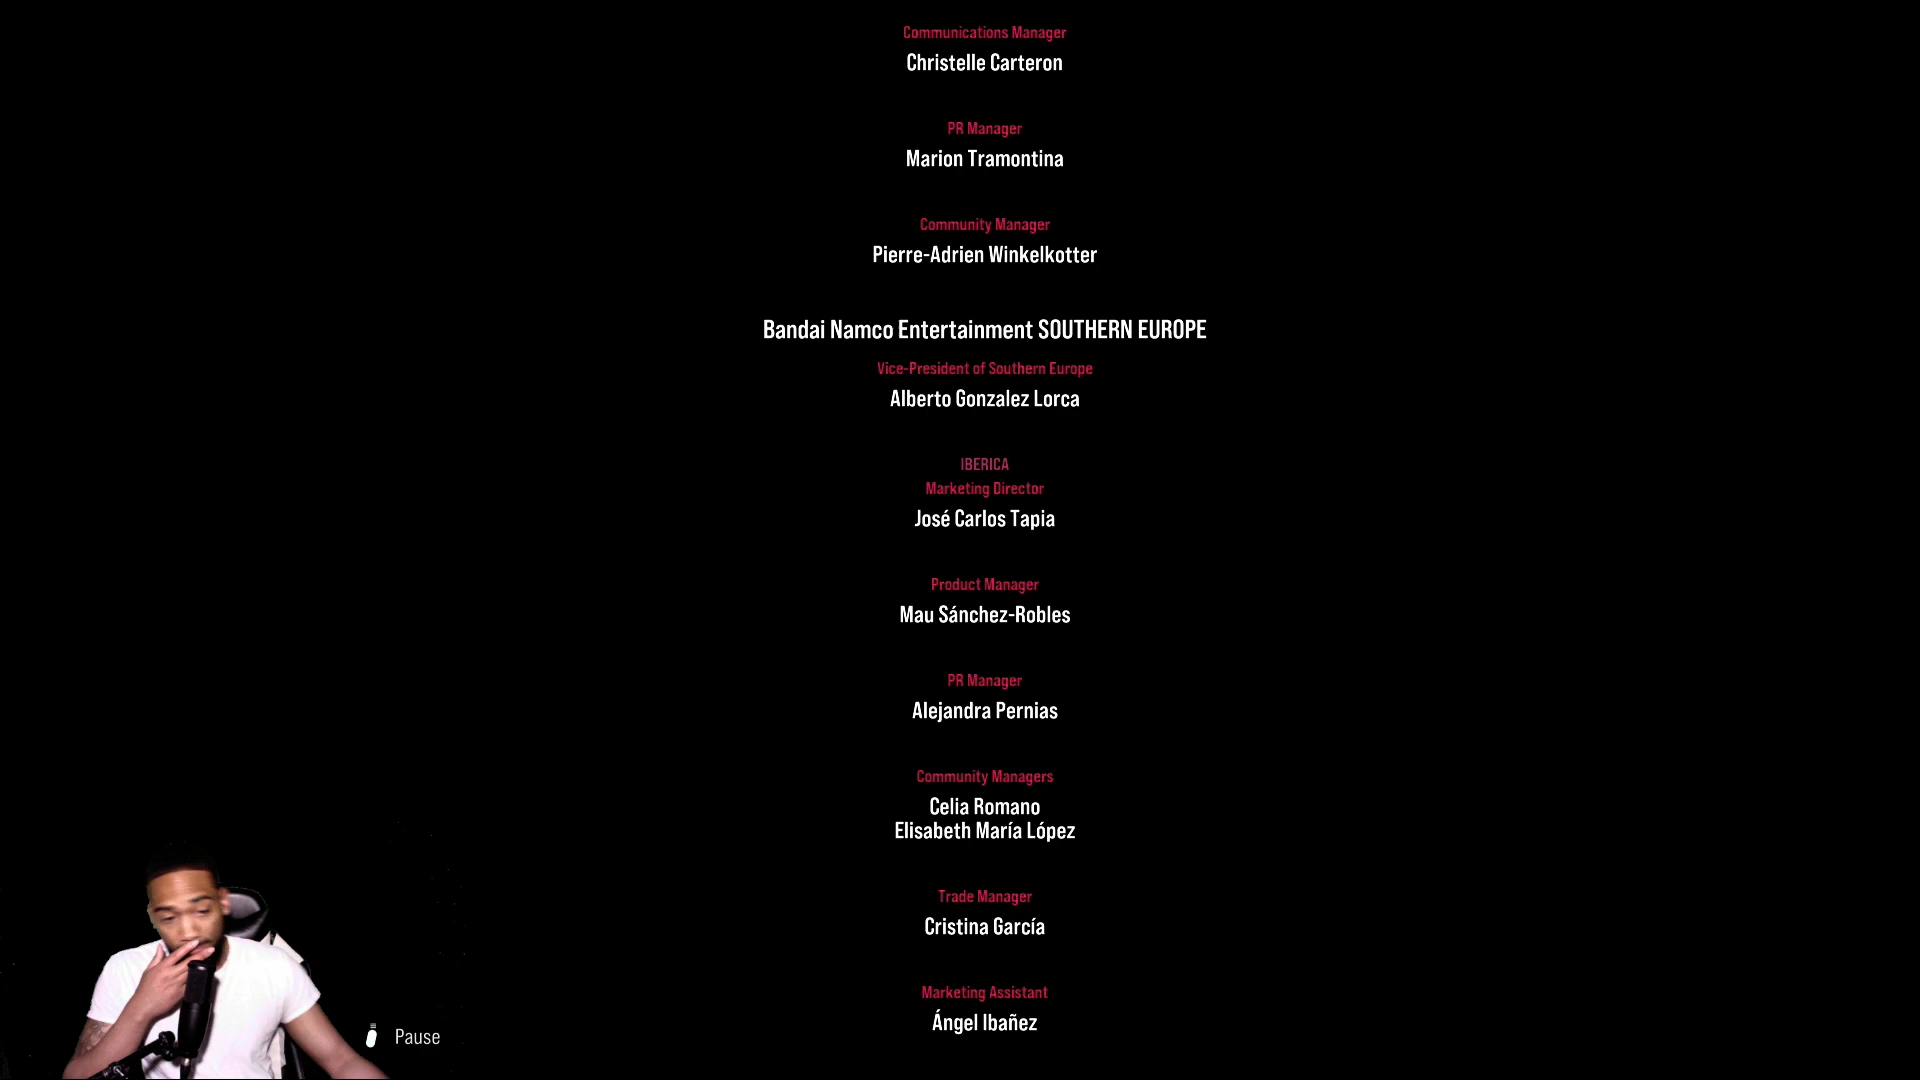 Communications Manager
Christelle Carteron
PR Manager
Marion Tramontina
Community Manager
Pierre-Adrien Winkelkotter
Bandai Namco Entertainment SOUTHERN EUROPE
Vice-President of Southern Europe
Alberto Gonzalez Lorca
IBERICA
Marketing Director
José Carlos Tapia
Product Manager
Mau Sánchez-Robles
PR Manager
Alejandra Pernias
Community Managers
Celia Romano
Elisabeth María López
Trade Manager
Cristina García
Marketing Assistant
Ángel Ibañez
Pause